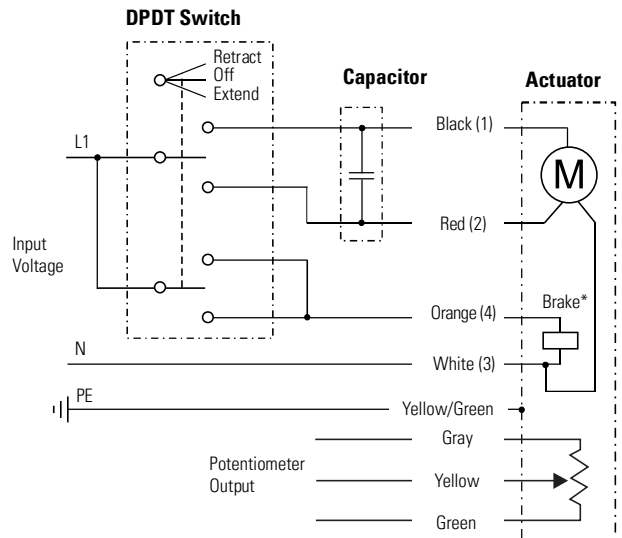 DPDT Switch
Retract
Off
Extend
Capacitor
Actuator
L1
Black (1)
M
Red (2)
Input
Voltage
Orange (4)
Brake*
N
White (3)
PE
Yellow/Green
Gray
Potentiometer
Output
Yellow
Green